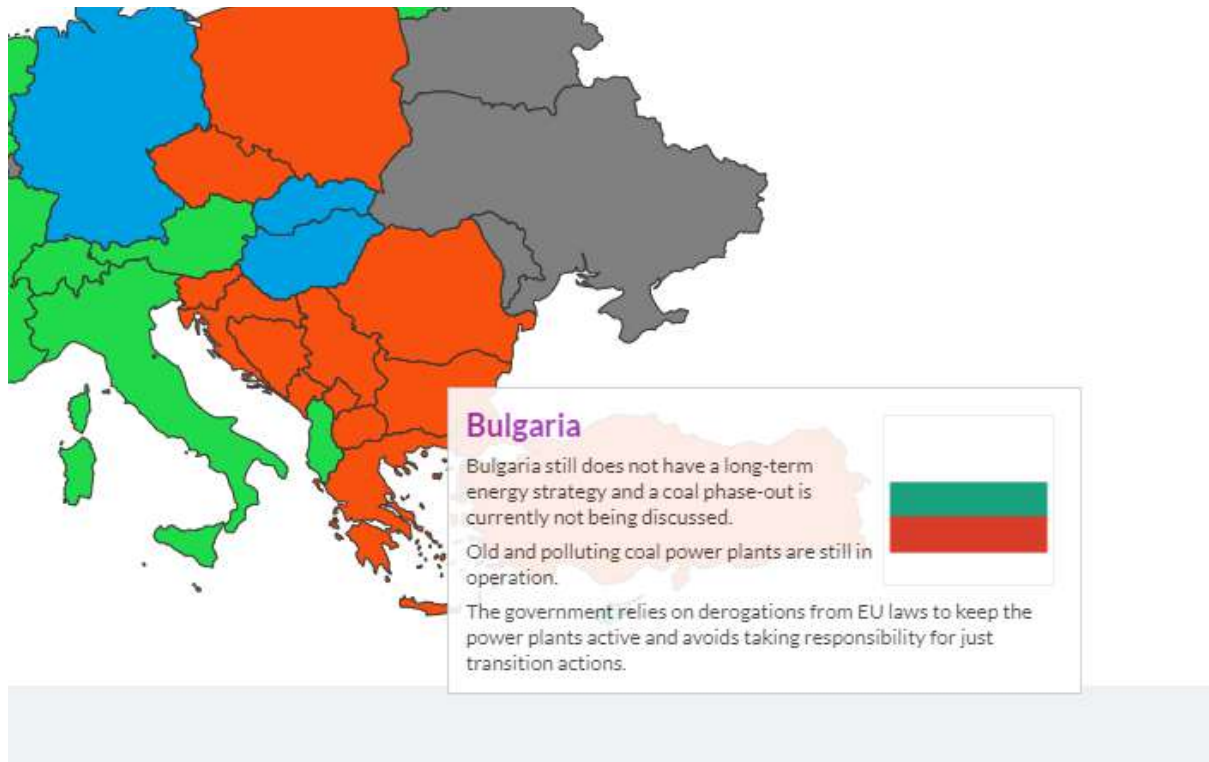 Bulgaria
Bulgaria still does not have a long-term
energy strategy and a coal phase-out is
currently not being discussed.
Old and polluting coal power plants are still in
operation.
The government relies on derogations from EU laws to keep the
power plants active and avoids taking responsibility for just
transition actions.